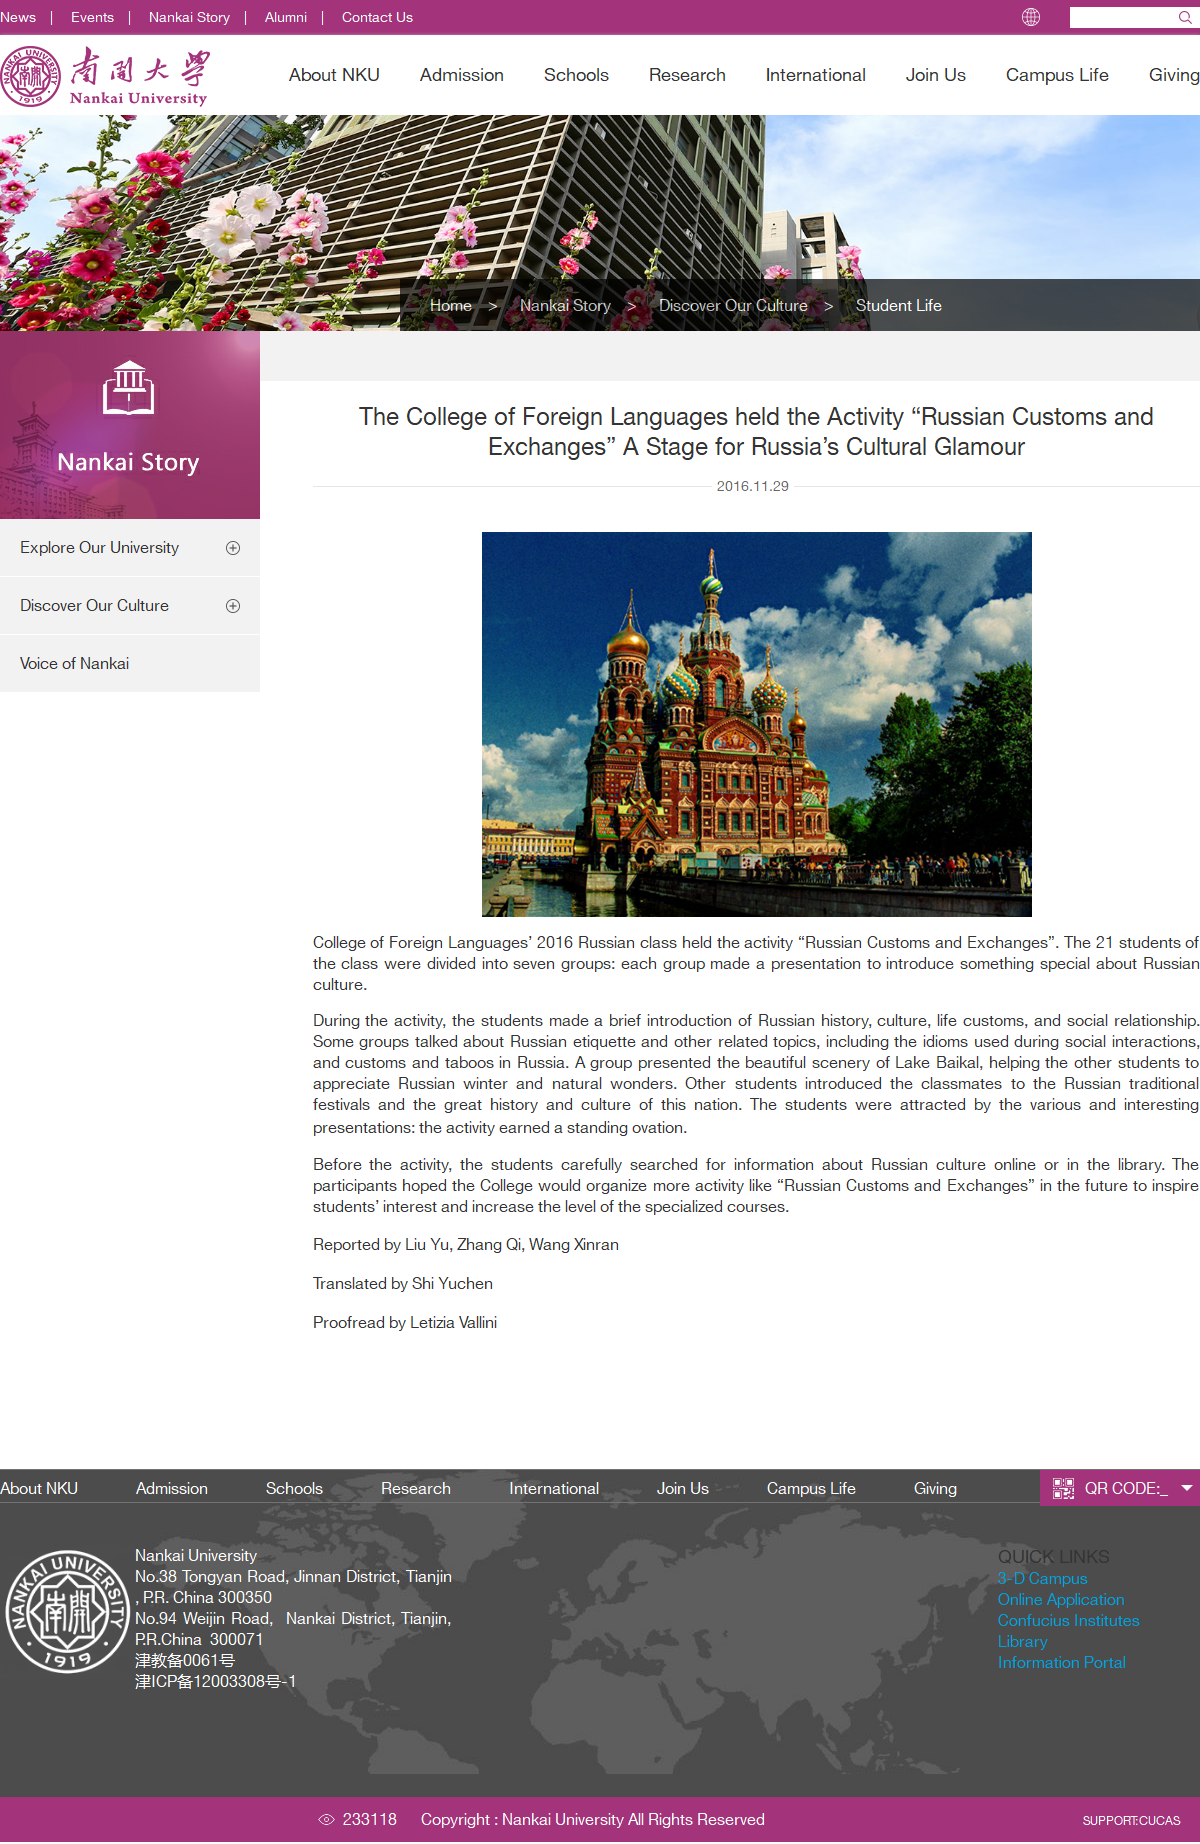 News | Events | Nankai Story | Alumni | Contact Us
NANKAI UNIVERSITY 南開 1919
南開大學
Nankai University
About NKU Admission Schools Research International Join Us Campus Life Giving
Home > Nankai Story > Discover Our Culture > Student Life
Nankai Story
Explore Our University
Discover Our Culture
Voice of Nankai
The College of Foreign Languages held the Activity “Russian Customs and
Exchanges” A Stage for Russia’s Cultural Glamour
2016.11.29
College of Foreign Languages’ 2016 Russian class held the activity “Russian Customs and Exchanges”. The 21 students of
the class were divided into seven groups: each group made a presentation to introduce something special about Russian
culture.
During the activity, the students made a brief introduction of Russian history, culture, life customs, and social relationship.
Some groups talked about Russian etiquette and other related topics, including the idioms used during social interactions,
and customs and taboos in Russia. A group presented the beautiful scenery of Lake Baikal, helping the other students to
appreciate Russian winter and natural wonders. Other students introduced the classmates to the Russian traditional
festivals and the great history and culture of this nation. The students were attracted by the various and interesting
presentations: the activity earned a standing ovation.
Before the activity, the students carefully searched for information about Russian culture online or in the library. The
participants hoped the College would organize more activity like “Russian Customs and Exchanges” in the future to inspire
students’ interest and increase the level of the specialized courses.
Reported by Liu Yu, Zhang Qi, Wang Xinran
Translated by Shi Yuchen
Proofread by Letizia Vallini
About NKU Admission Schools Research International Join Us Campus Life Giving QR CODE:_
NANKAI UNIVERSITY 南開 1919
Nankai University
No.38 Tongyan Road, Jinnan District, Tianjin
, P.R. China 300350
No.94 Weijin Road, Nankai District, Tianjin,
P.R.China 300071
津教备0061号
津ICP备12003308号-1
QUICK LINKS
3-D Campus
Online Application
Confucius Institutes
Library
Information Portal
233118 Copyright : Nankai University All Rights Reserved
SUPPORT:CUCAS